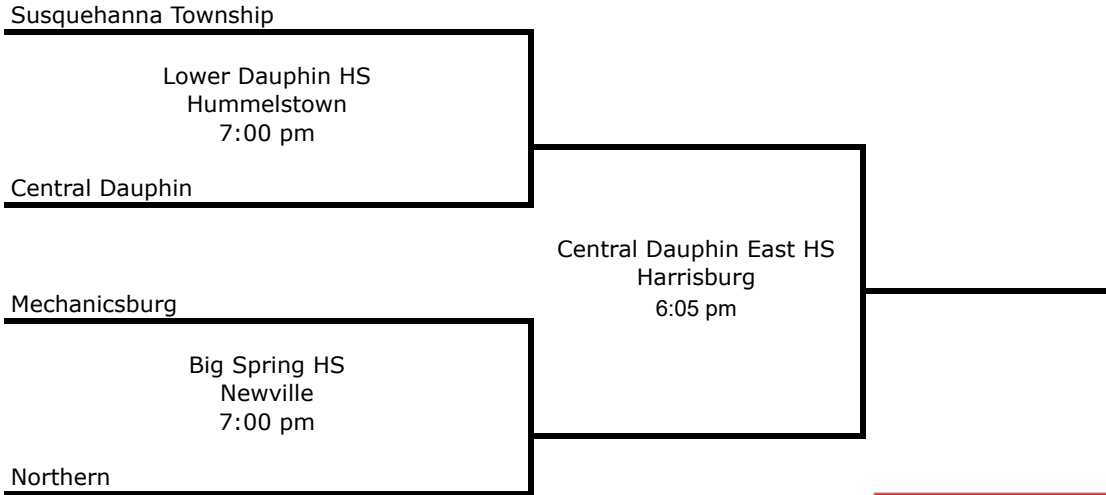 Susquehanna Township
Lower Dauphin HS
Hummelstown
7:00 pm
Central Dauphin
Central Dauphin East HS
Harrisburg
6:05 pm
Mechanicsburg
Big Spring HS
Newville
7:00 pm
Northern